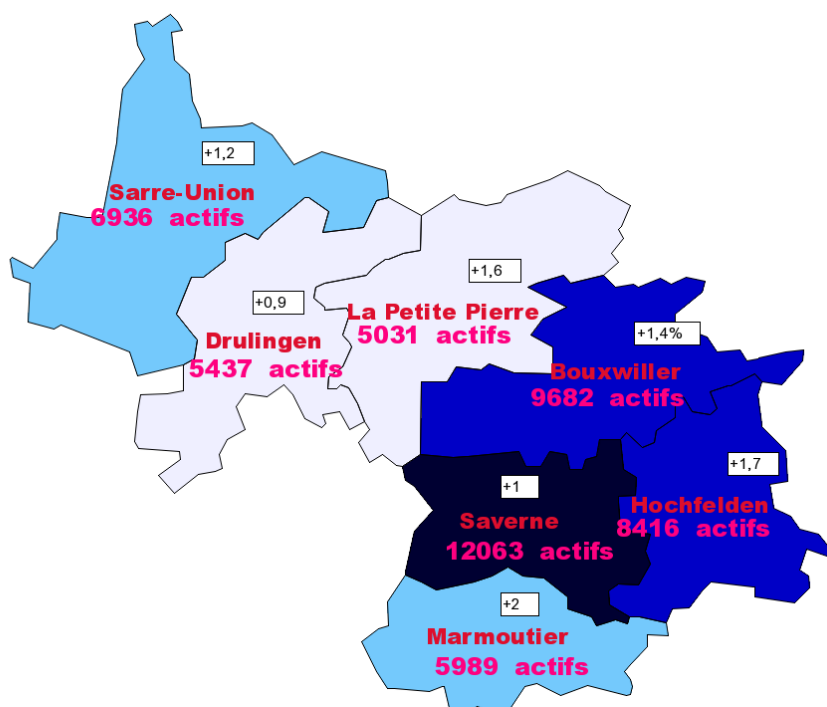 +1,2
Sarre-Union
6936 actifs
+0,9
Drulingen
5437 actifs
+1,6
La Petite Pierre
5031 actifs
+1,4%
Bouxwiller
9682 actifs
+1,7
Hochfelden
8416 actifs
+1
Saverne
12063 actifs
+2
Marmoutier
5989 actifs